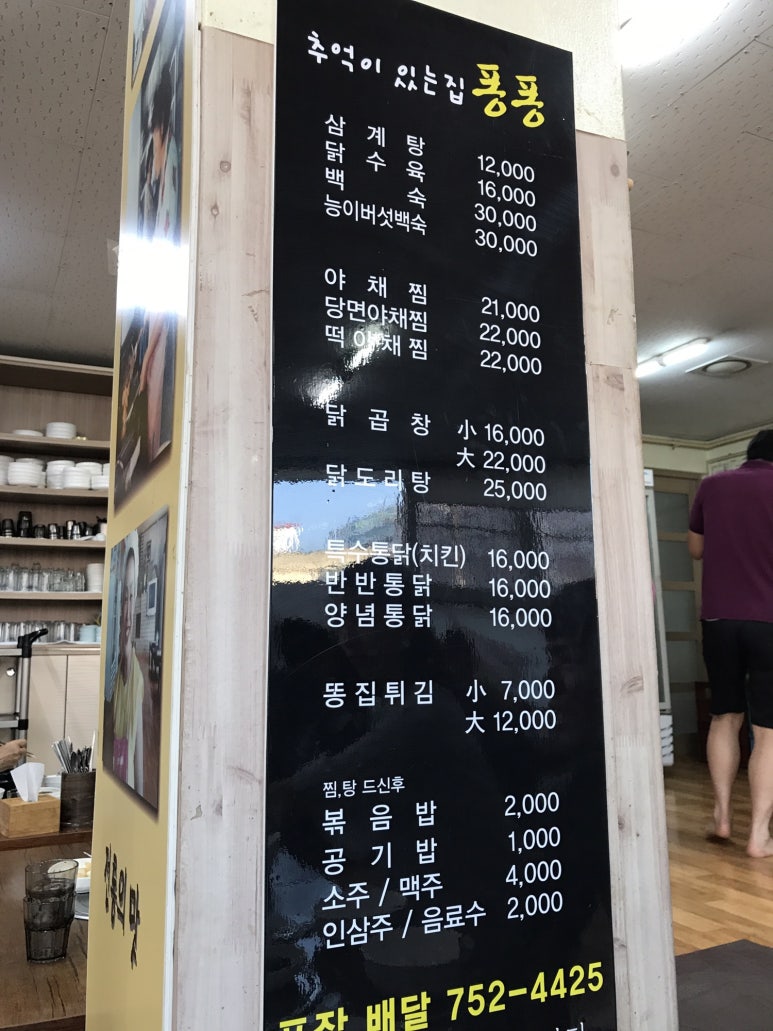 추억이 있는집 퐁퐁
삼계탕 12,000
닭수육 16,000
백숙 30,000
능이버섯백숙 30,000
야채찜 21,000
당면야채찜 22,000
떡야채찜 22,000
닭곱창 小 16,000
大 22,000
닭도리탕 25,000
특수통닭(치킨) 16,000
반반통닭 16,000
양념통닭 16,000
똥집튀김 小 7,000
大 12,000
찜,탕 드신후
볶음밥 2,000
공기밥 1,000
소주 / 맥주 4,000
인삼주 / 음료수 2,000
포장 배달 752-4425
전통의 맛